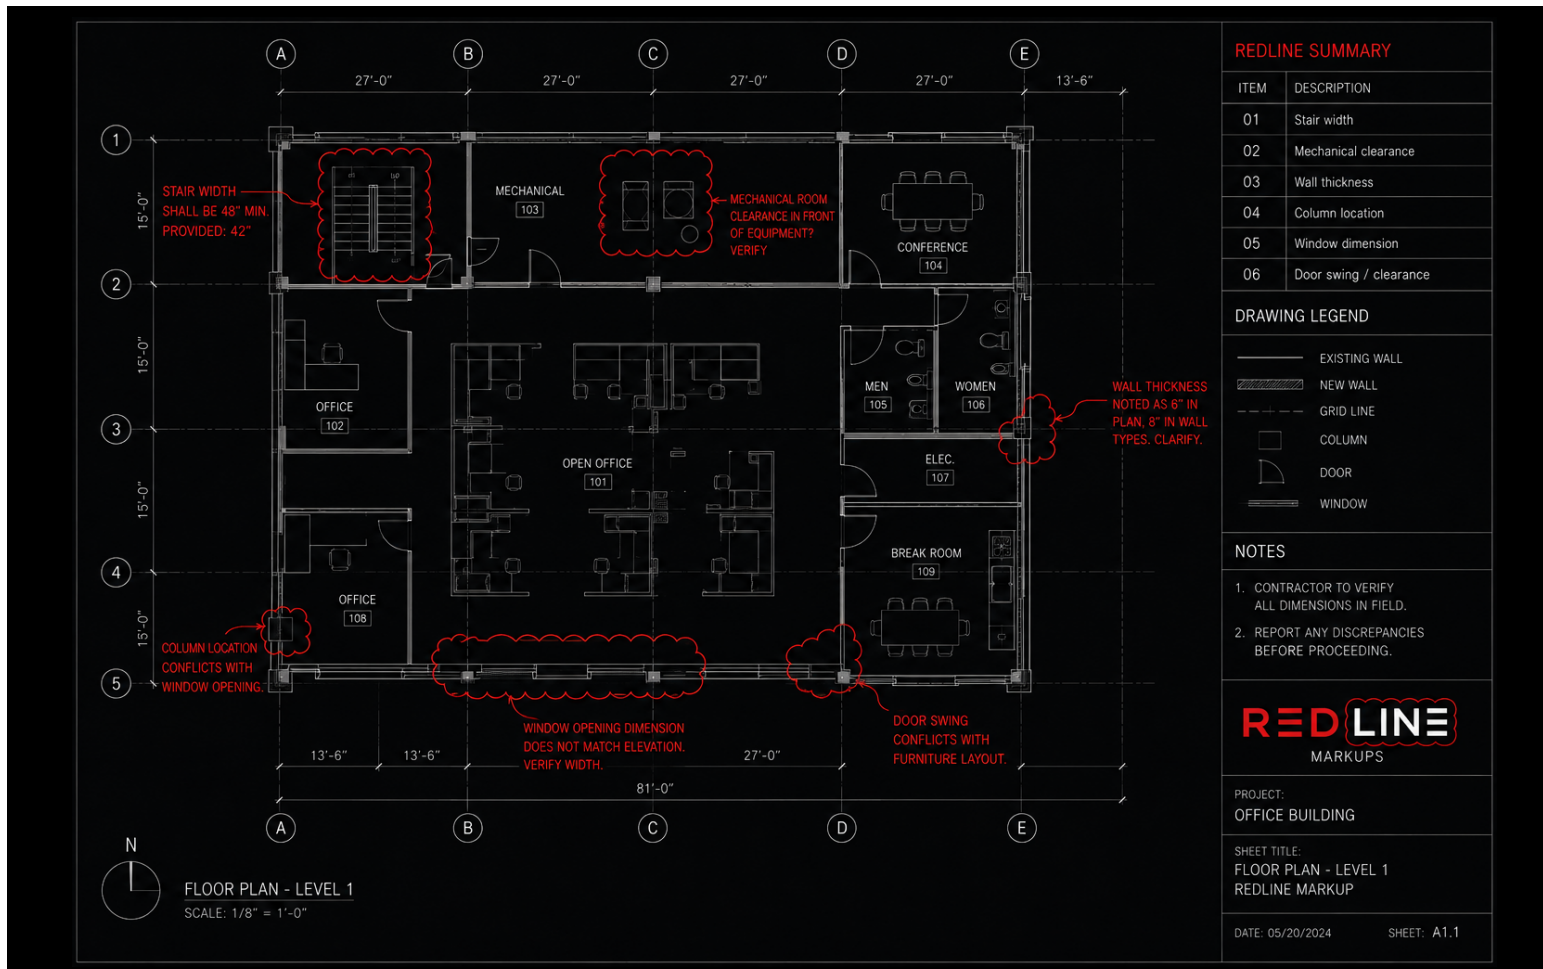 A B C D E
27'-0" 27'-0" 27'-0" 27'-0" 13'-6"
1
2
3
4
5
15'-0"
15'-0"
15'-0"
15'-0"
STAIR WIDTH
SHALL BE 48" MIN.
PROVIDED: 42"
MECHANICAL
103
MECHANICAL ROOM
CLEARANCE IN FRONT
OF EQUIPMENT?
VERIFY
CONFERENCE
104
OFFICE
102
MEN
105
WOMEN
106
WALL THICKNESS
NOTED AS 6" IN
PLAN, 8" IN WALL
TYPES. CLARIFY.
OPEN OFFICE
101
ELEC.
107
BREAK ROOM
109
OFFICE
108
COLUMN LOCATION
CONFLICTS WITH
WINDOW OPENING.
WINDOW OPENING DIMENSION
DOES NOT MATCH ELEVATION.
VERIFY WIDTH.
DOOR SWING
CONFLICTS WITH
FURNITURE LAYOUT.
13'-6" 13'-6" 27'-0"
81'-0"
A B C D E
N
FLOOR PLAN - LEVEL 1
SCALE: 1/8" = 1'-0"
REDLINE SUMMARY
ITEM DESCRIPTION
01 Stair width
02 Mechanical clearance
03 Wall thickness
04 Column location
05 Window dimension
06 Door swing / clearance
DRAWING LEGEND
EXISTING WALL
NEW WALL
GRID LINE
COLUMN
DOOR
WINDOW
NOTES
1. CONTRACTOR TO VERIFY
ALL DIMENSIONS IN FIELD.
2. REPORT ANY DISCREPANCIES
BEFORE PROCEEDING.
REDLINE
MARKUPS
PROJECT:
OFFICE BUILDING
SHEET TITLE:
FLOOR PLAN - LEVEL 1
REDLINE MARKUP
DATE: 05/20/2024 SHEET: A1.1